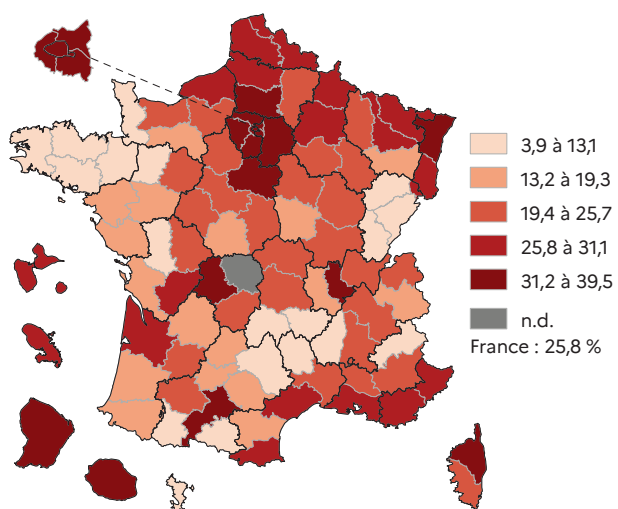 3,9 à 13,1
13,2 à 19,3
19,4 à 25,7
25,8 à 31,1
31,2 à 39,5
n.d.
France : 25,8 %